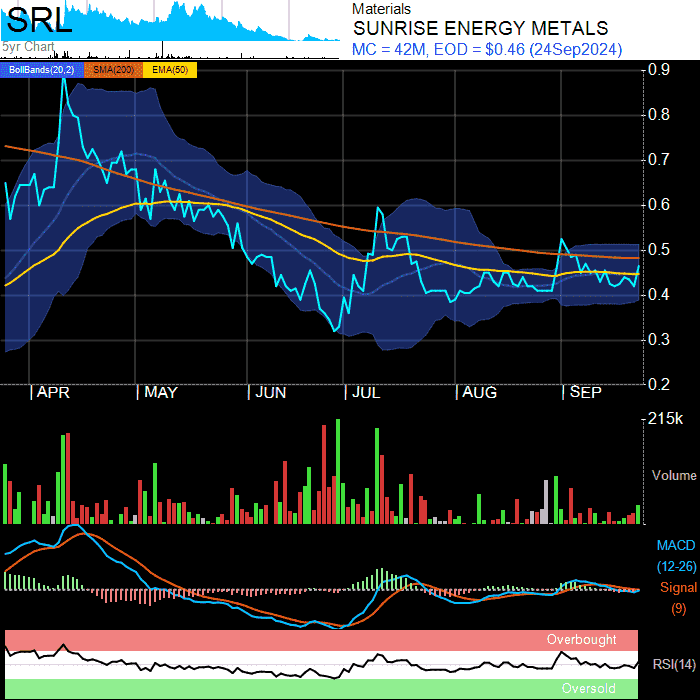 SRL
5yr Chart
Materials
SUNRISE ENERGY METALS
MC = 42M, EOD = $0.46 (24Sep2024)
BollBands(20,2) SMA(200) EMA(50)
0.9
0.8
0.7
0.6
0.5
0.4
0.3
0.2
APR MAY JUN JUL AUG SEP
215k
Volume
MACD
(12-26)
Signal
(9)
Overbought
RSI(14)
Oversold